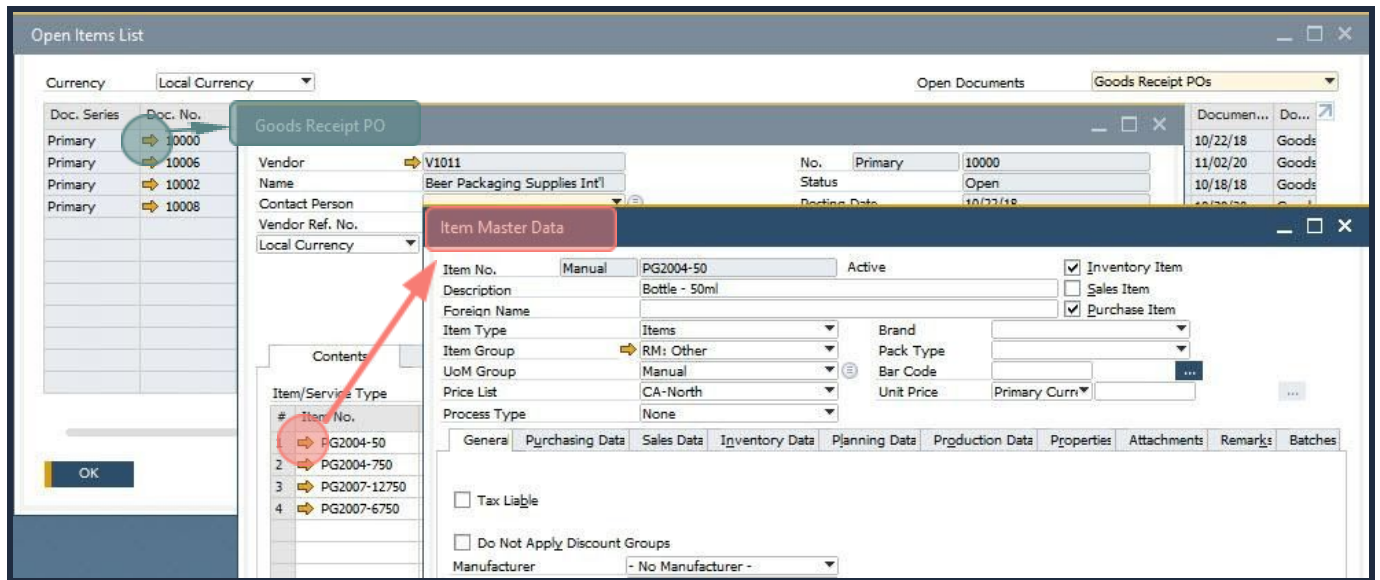 Open Items List
Currency Local Currency Open Documents Goods Receipt POs
Doc. Series Doc. No. Documen... Do...
Primary 10000 10/22/18 Goods
Primary 10006 11/02/20 Goods
Primary 10002 10/18/18 Goods
Primary 10008
OK
Goods Receipt PO
Vendor V1011 No. Primary 10000
Name Beer Packaging Supplies Int'l Status Open
Contact Person Posting Date 10/22/18
Vendor Ref. No.
Local Currency
Contents
Item/Service Type
# Item No.
1 PG2004-50
2 PG2004-750
3 PG2007-12750
4 PG2007-6750
Item Master Data
Item No. Manual PG2004-50 Active Inventory Item
Description Bottle - 50ml Sales Item
Foreign Name Purchase Item
Item Type Items Brand
Item Group RM: Other Pack Type
UoM Group Manual Bar Code ...
Price List CA-North Unit Price Primary Curre ...
Process Type None
General Purchasing Data Sales Data Inventory Data Planning Data Production Data Properties Attachments Remarks Batches
Tax Liable
Do Not Apply Discount Groups
Manufacturer - No Manufacturer -